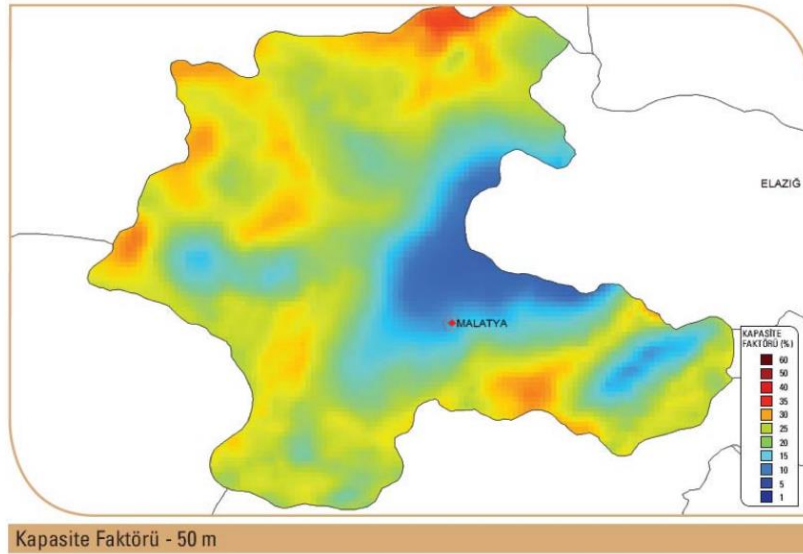 ELAZIĞ
MALATYA
KAPASİTE
FAKTÖRÜ (%)
60
50
40
35
30
25
20
15
10
5
1
Kapasite Faktörü - 50 m